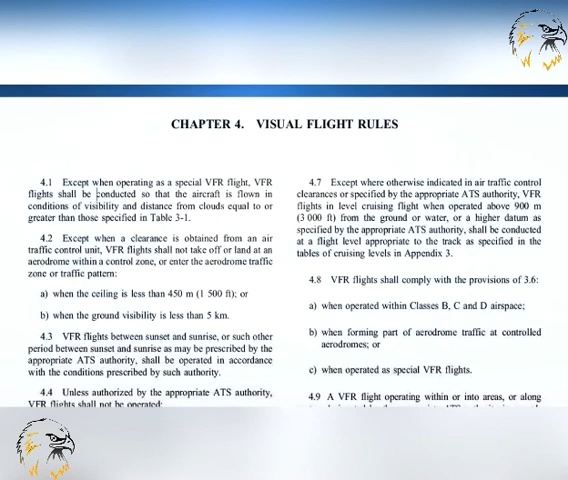 CHAPTER 4. VISUAL FLIGHT RULES
4.1 Except when operating as a special VFR flight, VFR
flights shall be conducted so that the aircraft is flown in
conditions of visibility and distance from clouds equal to or
greater than those specified in Table 3-1.
4.2 Except when a clearance is obtained from an air
traffic control unit, VFR flights shall not take off or land at an
aerodrome within a control zone, or enter the aerodrome traffic
zone or traffic pattern:
a) when the ceiling is less than 450 m (1 500 ft); or
b) when the ground visibility is less than 5 km.
4.3 VFR flights between sunset and sunrise, or such other
period between sunset and sunrise as may be prescribed by the
appropriate ATS authority, shall be operated in accordance
with the conditions prescribed by such authority.
4.4 Unless authorized by the appropriate ATS authority,
VFR flights shall not be operated:
4.7 Except where otherwise indicated in air traffic control
clearances or specified by the appropriate ATS authority, VFR
flights in level cruising flight when operated above 900 m
(3 000 ft) from the ground or water, or a higher datum as
specified by the appropriate ATS authority, shall be conducted
at a flight level appropriate to the track as specified in the
tables of cruising levels in Appendix 3.
4.8 VFR flights shall comply with the provisions of 3.6:
a) when operated within Classes B, C and D airspace;
b) when forming part of aerodrome traffic at controlled
aerodromes; or
c) when operated as special VFR flights.
4.9 A VFR flight operating within or into areas, or along